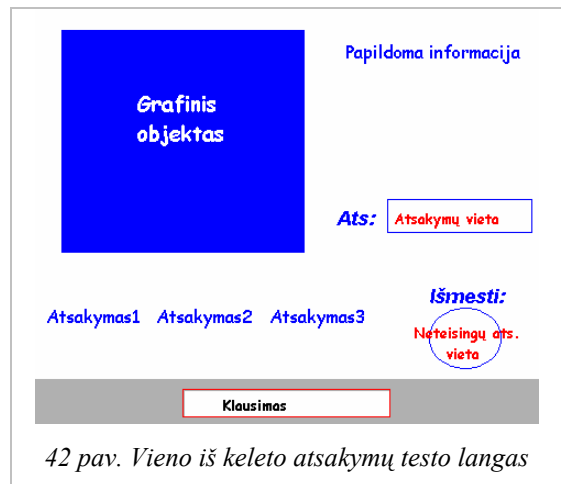 Papildoma informacija
Grafinis
objektas
Ats: Atsakymų vieta
Išmesti:
Atsakymas1 Atsakymas2 Atsakymas3
Neteisingų ats.
vieta
Klausimas
42 pav. Vieno iš keleto atsakymų testo langas